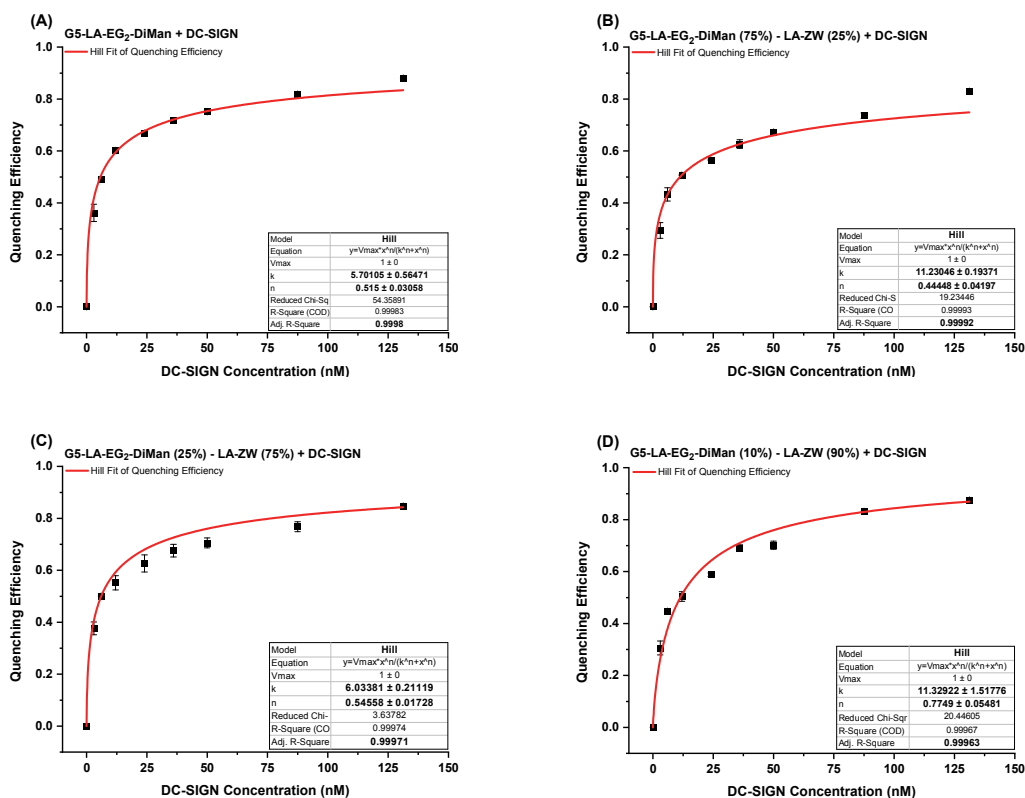 (A)
G5-LA-EG₂-DiMan + DC-SIGN
Hill Fit of Quenching Efficiency
1.0
0.8
0.6
0.4
0.2
0.0
Quenching Efficiency
Model Hill
Equation y=Vmax*x^n/(k^n+x^n)
Vmax 1 ± 0
k 5.70105 ± 0.56471
n 0.515 ± 0.03058
Reduced Chi-Sq 54.35891
R-Square (COD) 0.99983
Adj. R-Square 0.9998
0 25 50 75 100 125 150
DC-SIGN Concentration (nM)
(B)
G5-LA-EG₂-DiMan (75%) - LA-ZW (25%) + DC-SIGN
Hill Fit of Quenching Efficiency
1.0
0.8
0.6
0.4
0.2
0.0
Quenching Efficiency
Model Hill
Equation y=Vmax*x^n/(k^n+x^n)
Vmax 1 ± 0
k 11.23046 ± 0.19371
n 0.44448 ± 0.04197
Reduced Chi-S 19.23446
R-Square (CO 0.99993
Adj. R-Square 0.99992
0 25 50 75 100 125 150
DC-SIGN Concentration (nM)
(C)
G5-LA-EG₂-DiMan (25%) - LA-ZW (75%) + DC-SIGN
Hill Fit of Quenching Efficiency
1.0
0.8
0.6
0.4
0.2
0.0
Quenching Efficiency
Model Hill
Equation y=Vmax*x^n/(k^n+x^n)
Vmax 1 ± 0
k 6.03381 ± 0.21119
n 0.54558 ± 0.01728
Reduced Chi- 3.63782
R-Square (CO 0.99974
Adj. R-Square 0.99971
0 25 50 75 100 125 150
DC-SIGN Concentration (nM)
(D)
G5-LA-EG₂-DiMan (10%) - LA-ZW (90%) + DC-SIGN
Hill Fit of Quenching Efficiency
1.0
0.8
0.6
0.4
0.2
0.0
Quenching Efficiency
Model Hill
Equation y=Vmax*x^n/(k^n+x^n)
Vmax 1 ± 0
k 11.32922 ± 1.51776
n 0.7749 ± 0.05481
Reduced Chi-Sqr 20.44605
R-Square (COD) 0.99967
Adj. R-Square 0.99963
0 25 50 75 100 125 150
DC-SIGN Concentration (nM)